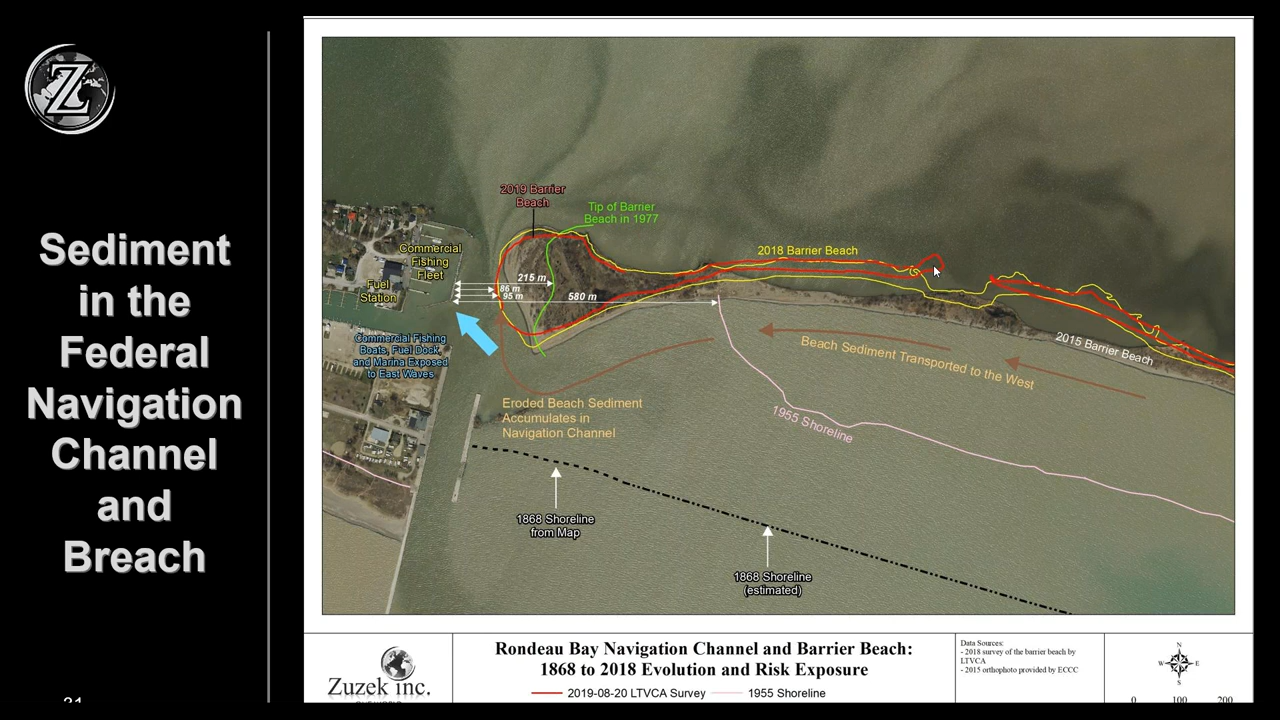 Z
Sediment
in the
Federal
Navigation
Channel
and
Breach
2019 Barrier
Beach
Tip of Barrier
Beach in 1977
Commercial
Fishing
Fleet
Fuel
Station
2018 Barrier Beach
215 m
86 m
95 m
580 m
Commercial Fishing
Boats, Fuel Dock,
and Marina Exposed
to East Waves
Beach Sediment Transported to the West
2015 Barrier Beach
Eroded Beach Sediment
Accumulates in
Navigation Channel
1955 Shoreline
1868 Shoreline
from Map
1868 Shoreline
(estimated)
Zuzek inc.
Rondeau Bay Navigation Channel and Barrier Beach:
1868 to 2018 Evolution and Risk Exposure
2019-08-20 LTVCA Survey
1955 Shoreline
Data Sources:
- 2018 survey of the barrier beach by
LTVCA
- 2015 orthophoto provided by ECCC
N
W E
S
0 100 200